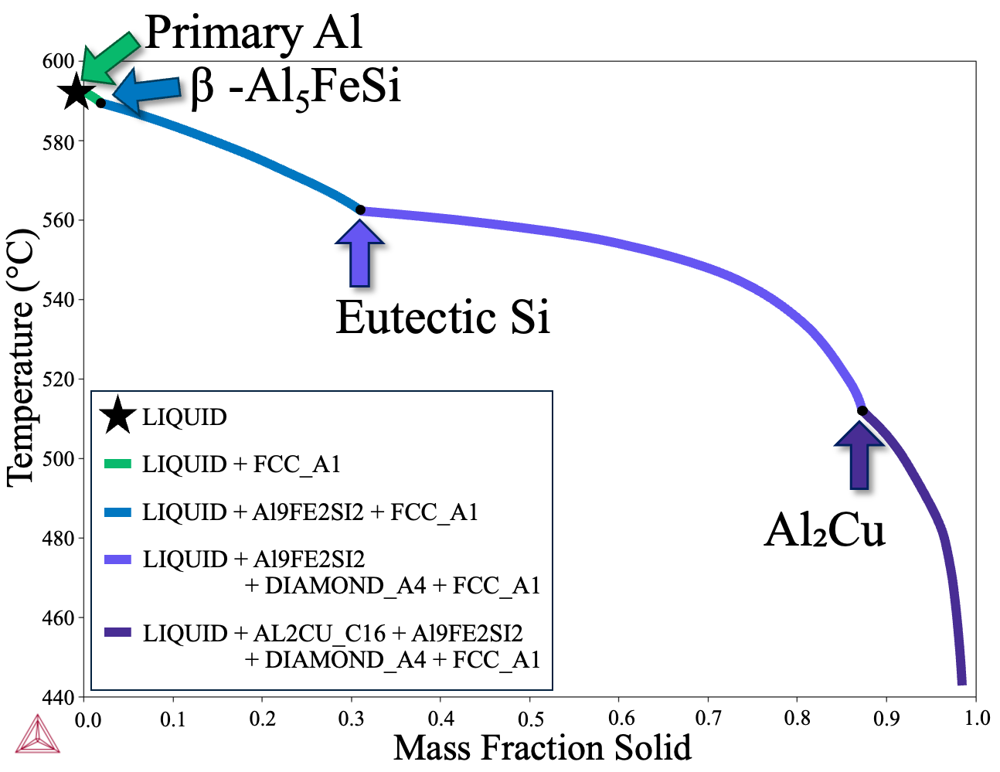 Primary Al
β -Al₅FeSi
600
580
560
540
520
500
480
460
440
Temperature (°C)
Eutectic Si
Al₂Cu
LIQUID
LIQUID + FCC_A1
LIQUID + Al9FE2SI2 + FCC_A1
LIQUID + Al9FE2SI2
+ DIAMOND_A4 + FCC_A1
LIQUID + AL2CU_C16 + Al9FE2SI2
+ DIAMOND_A4 + FCC_A1
0.0 0.1 0.2 0.3 0.4 0.5 0.6 0.7 0.8 0.9 1.0
Mass Fraction Solid